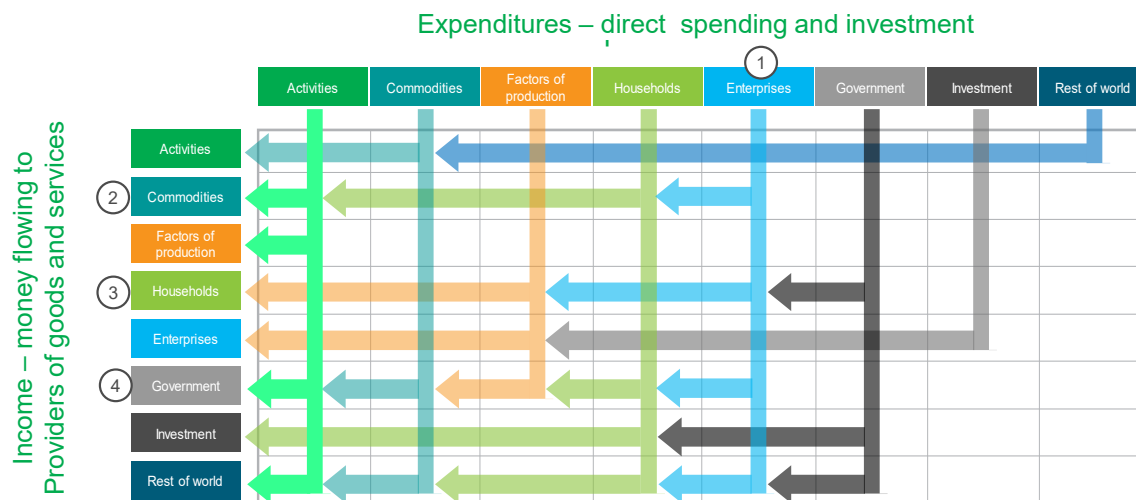 Expenditures – direct spending and investment
1
Activities
Commodities
Factors of
production
Households
Enterprises
Government
Investment
Rest of world
Income – money flowing to
Providers of goods and services
Activities
2
Commodities
Factors of
production
3
Households
Enterprises
4
Government
Investment
Rest of world